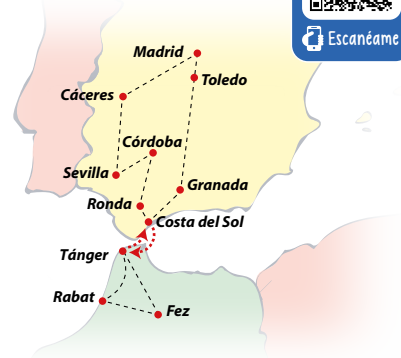 Escanéame
Madrid
Toledo
Cáceres
Córdoba
Sevilla
Granada
Ronda
Costa del Sol
Tánger
Rabat
Fez